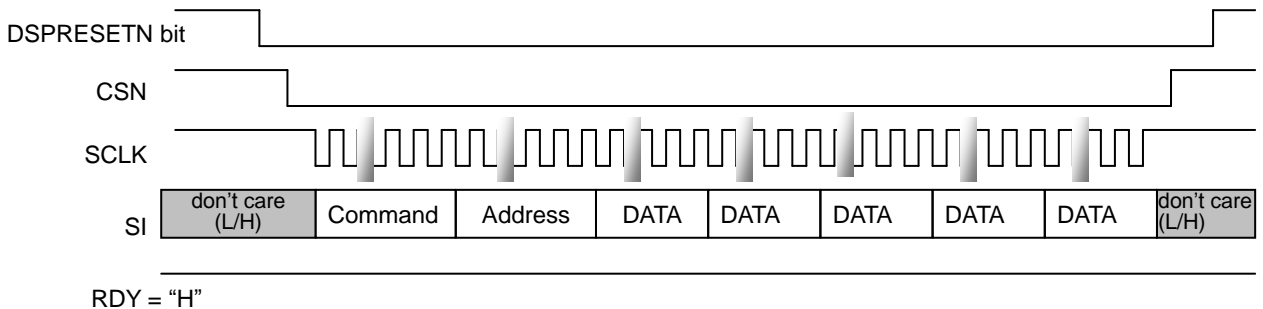 DSPRESETN bit
CSN
SCLK
SI
don't care
(L/H)
Command
Address
DATA
DATA
DATA
DATA
DATA
don't care
(L/H)
RDY = “H”